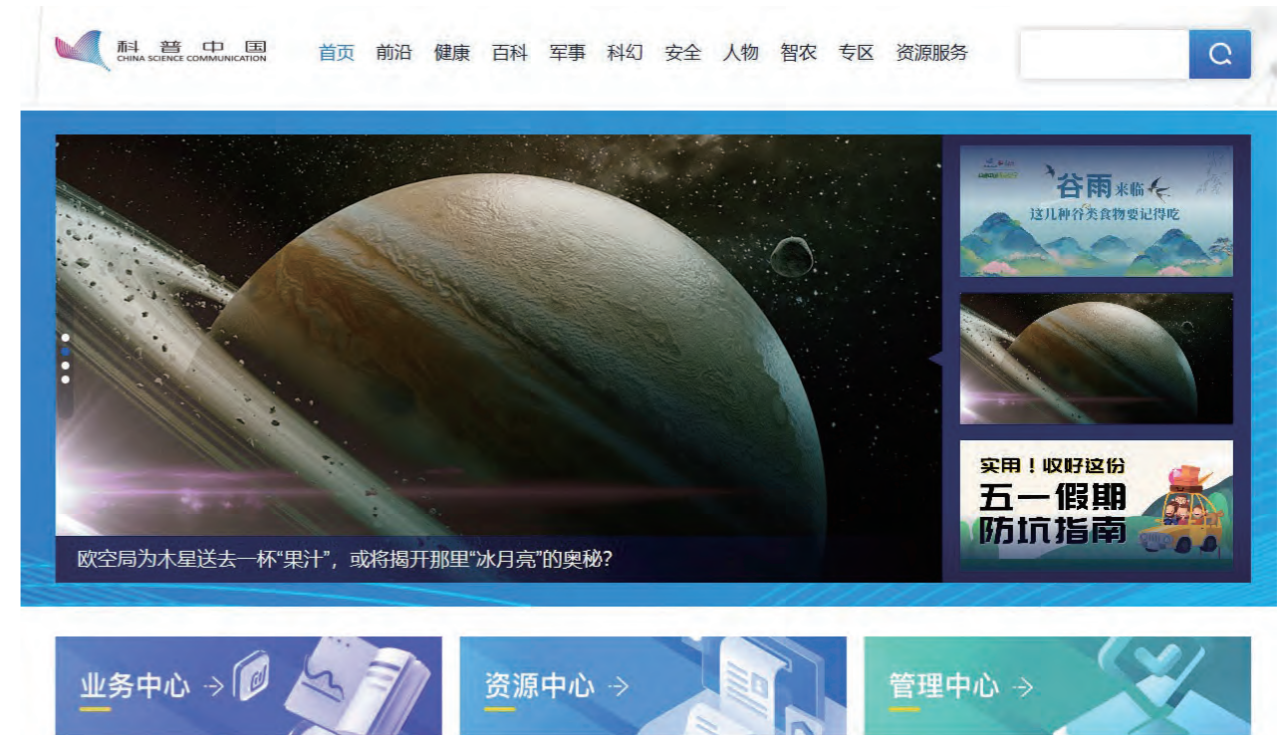 科普中国
CHINA SCIENCE COMMUNICATION
首页 前沿 健康 百科 军事 科幻 安全 人物 智农 专区 资源服务
谷雨来临
这几种谷类食物要记得吃
实用！收好这份
五一假期
防坑指南
欧空局为木星送去一杯“果汁”，或将揭开那里“冰月亮”的奥秘？
业务中心
资源中心
管理中心